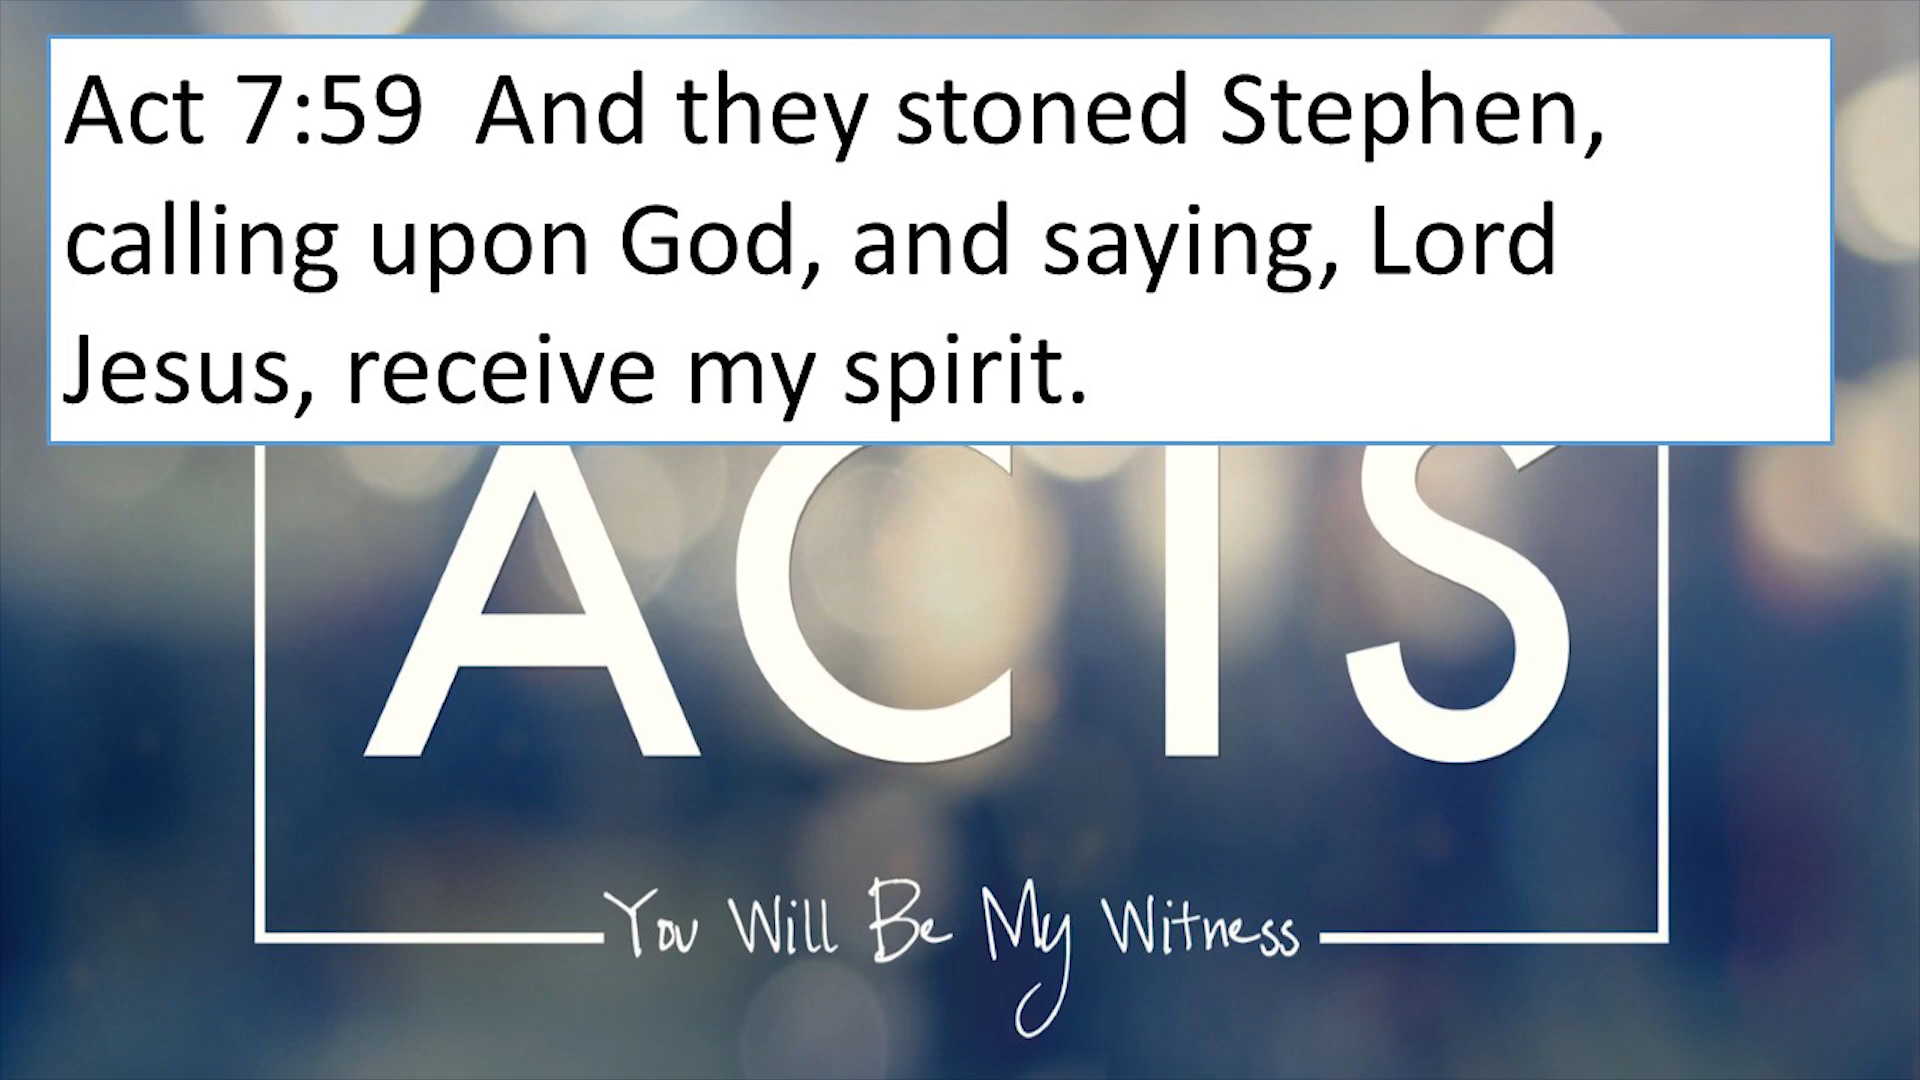 Act 7:59  And they stoned Stephen,
calling upon God, and saying, Lord
Jesus, receive my spirit.
ACTS
You Will Be My Witness